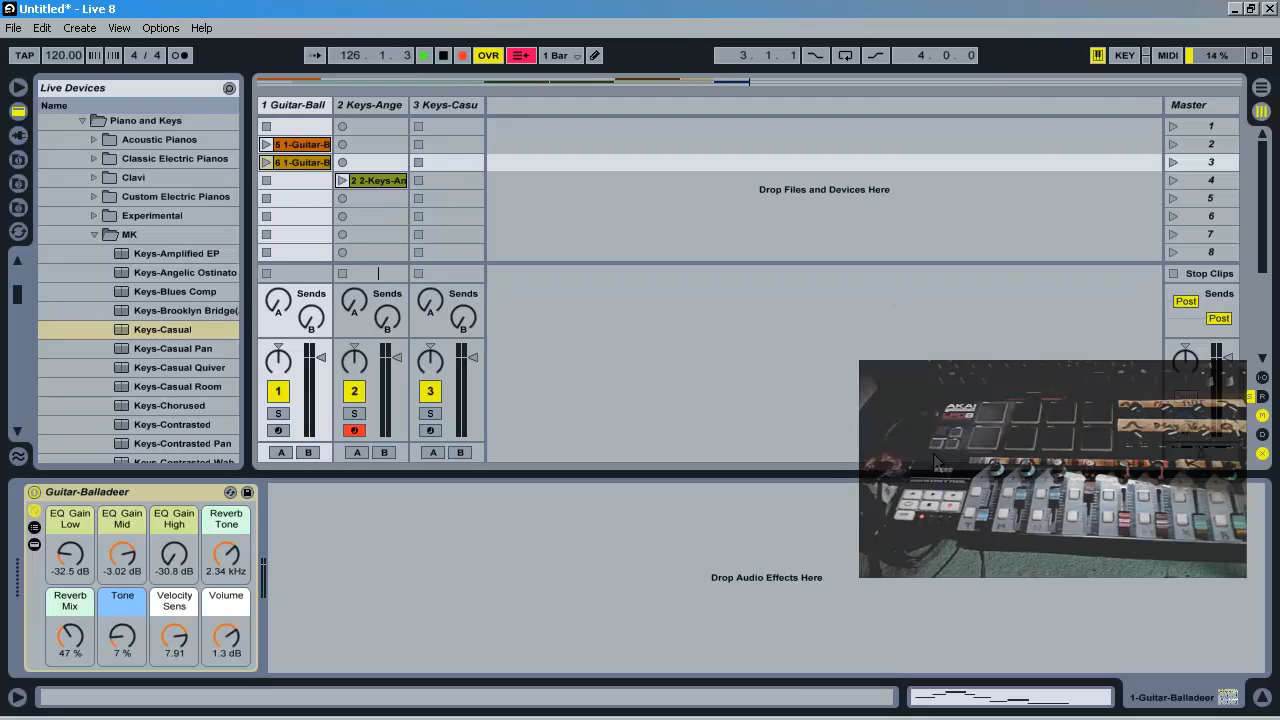 Untitled* - Live 8
File Edit Create View Options Help
TAP 120.00 4 / 4 126. 1. 3 OVR 1 Bar 3. 1. 1 4. 0. 0 KEY MIDI 14 % D
Live Devices
Name
Piano and Keys
Acoustic Pianos
Classic Electric Pianos
Clavi
Custom Electric Pianos
Experimental
MK
Keys-Amplified EP
Keys-Angelic Ostinato
Keys-Blues Comp
Keys-Brooklyn Bridge(
Keys-Casual
Keys-Casual Pan
Keys-Casual Quiver
Keys-Casual Room
Keys-Chorused
Keys-Contrasted
Keys-Contrasted Pan
Keys-Contrasted Wah
1 Guitar-Ball 2 Keys-Ange 3 Keys-Casu Master
1
5 1-Guitar-B 2
6 1-Guitar-B 3
2 2-Keys-An 4
Drop Files and Devices Here
5
6
7
8
Stop Clips
Sends Sends Sends Sends
A A A Post
B B B Post
1 2 3
S S S
A B A B A B
I·O
S R
M
D
X
AKAI
LPD8
Guitar-Balladeer
EQ Gain Low EQ Gain Mid EQ Gain High Reverb Tone
-32.5 dB -3.02 dB -30.8 dB 2.34 kHz
Reverb Mix Tone Velocity Sens Volume
47 % 7 % 7.91 1.3 dB
Drop Audio Effects Here
1-Guitar-Balladeer